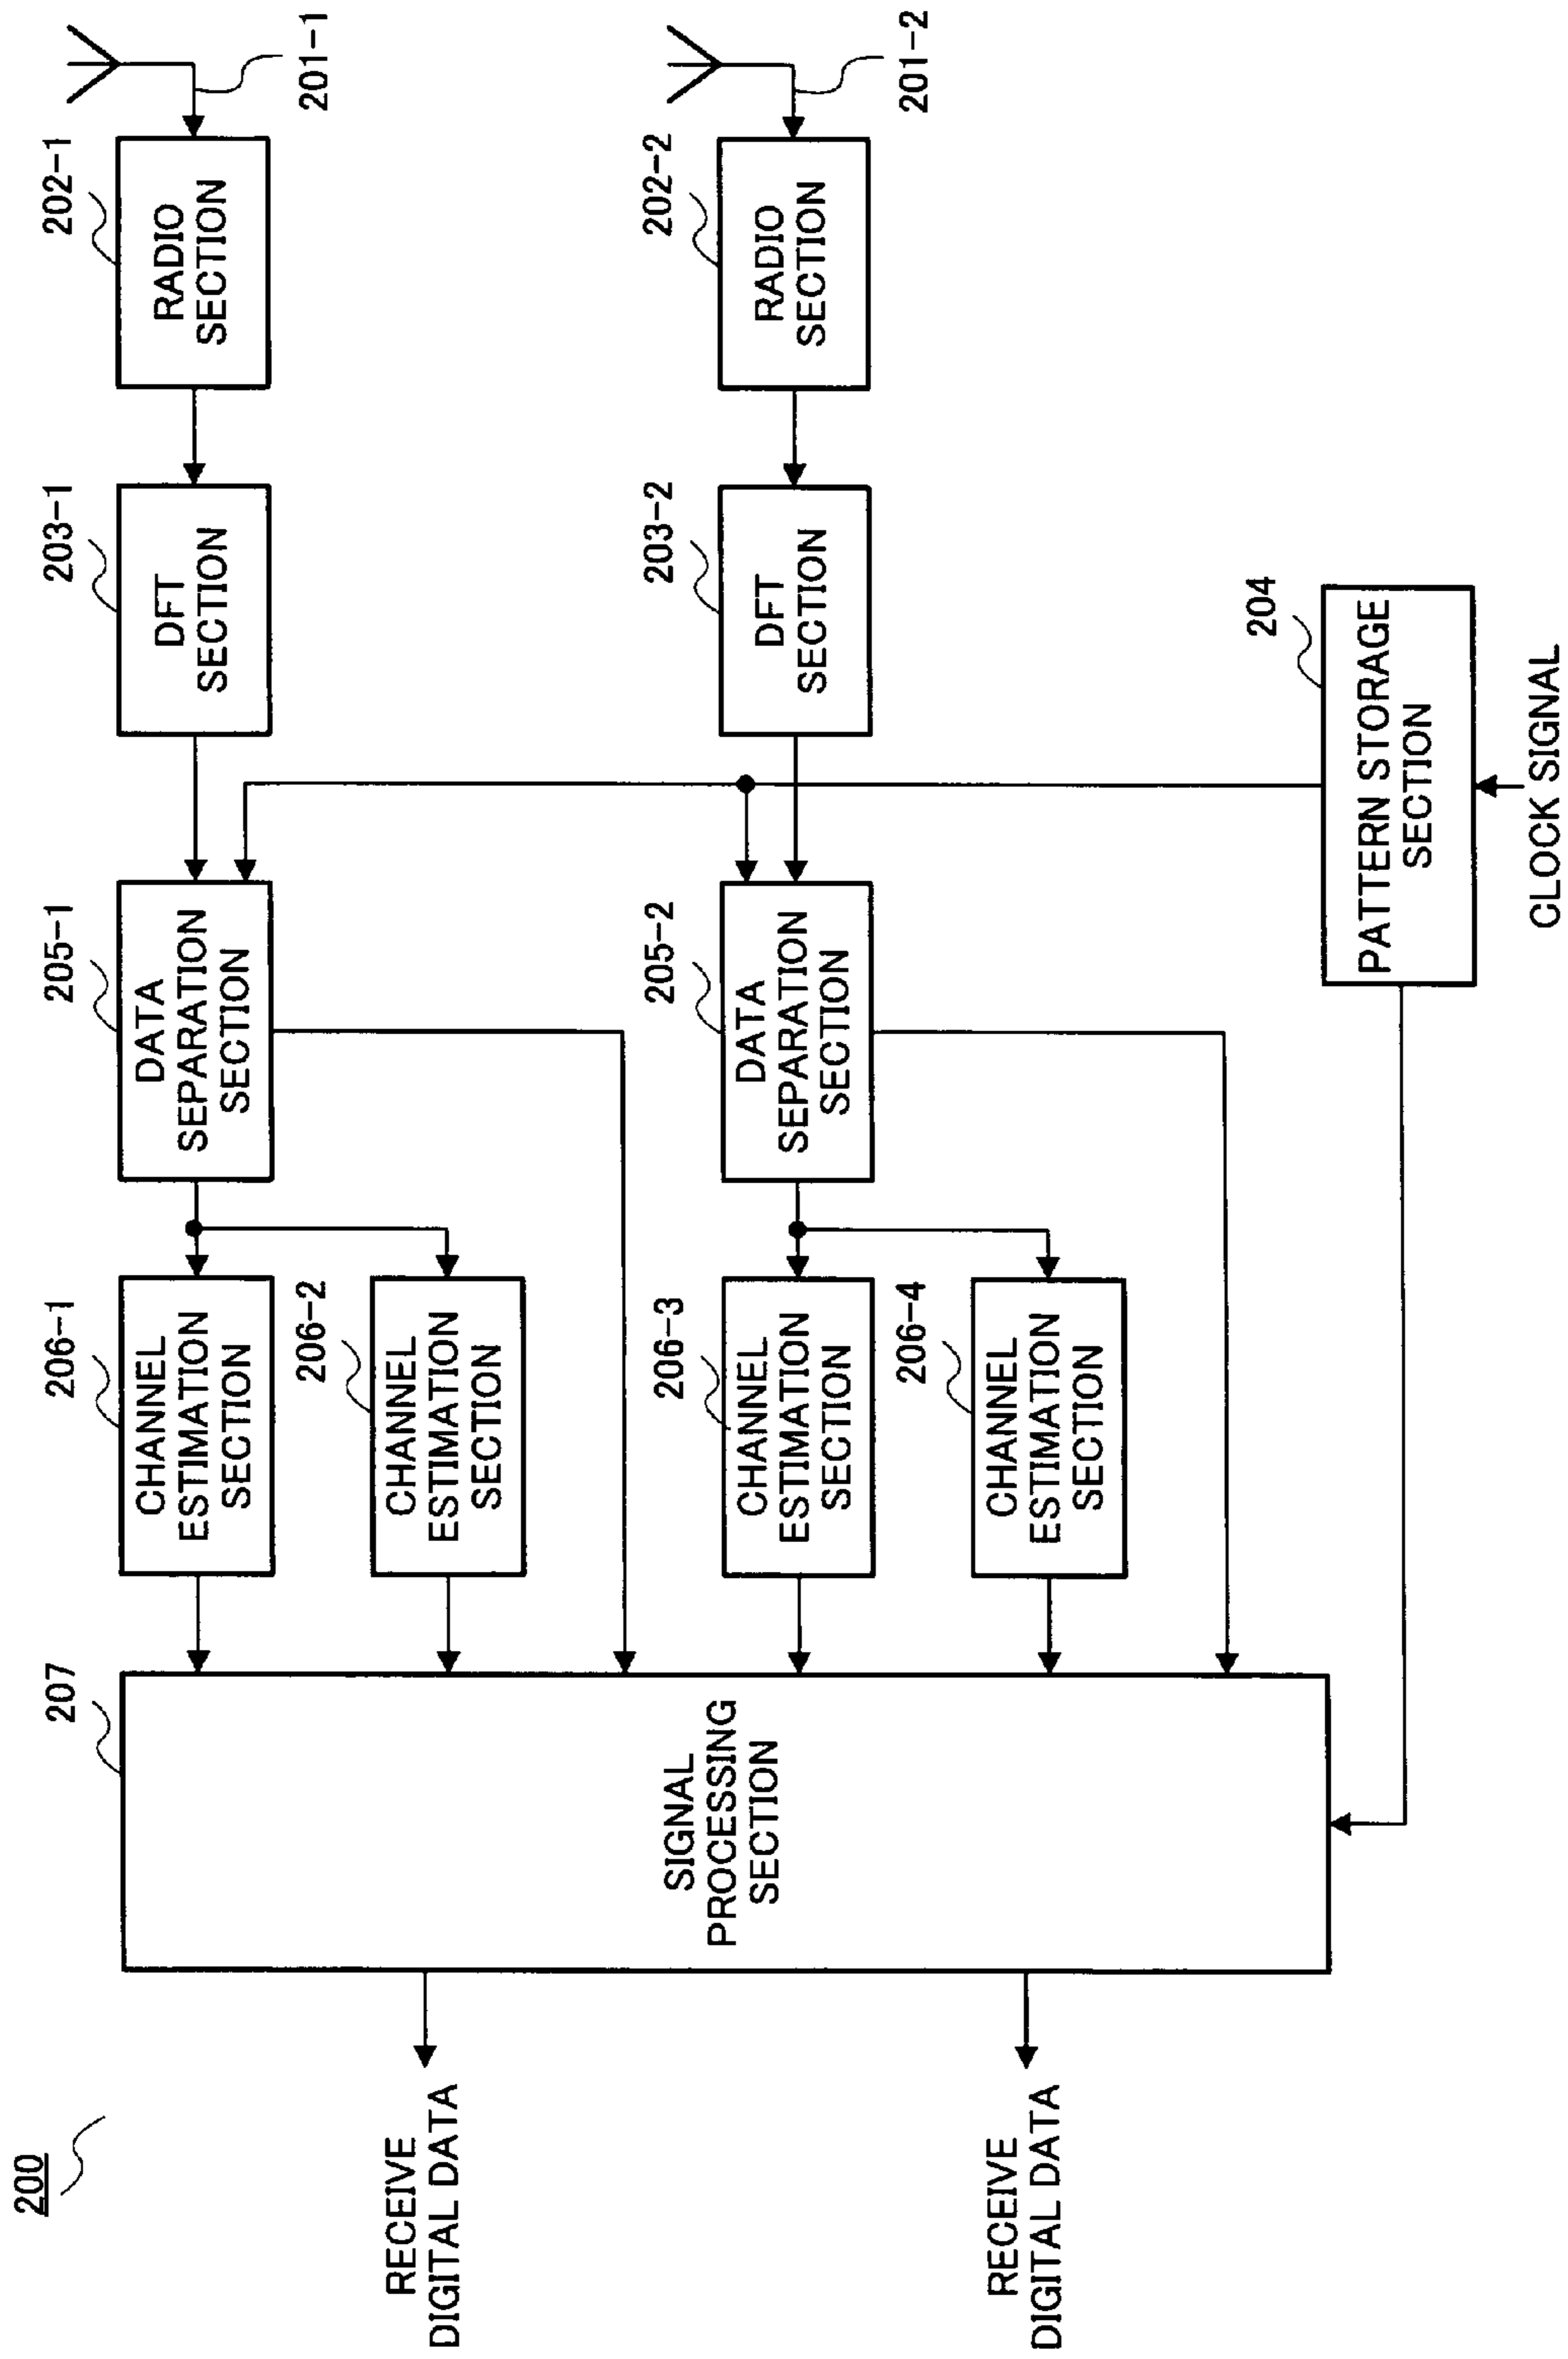 200
RECEIVE
DIGITAL DATA
RECEIVE
DIGITAL DATA
207
SIGNAL
PROCESSING
SECTION
206-1
CHANNEL
ESTIMATION
SECTION
206-2
CHANNEL
ESTIMATION
SECTION
206-3
CHANNEL
ESTIMATION
SECTION
206-4
CHANNEL
ESTIMATION
SECTION
205-1
DATA
SEPARATION
SECTION
205-2
DATA
SEPARATION
SECTION
203-1
DFT
SECTION
203-2
DFT
SECTION
204
PATTERN STORAGE
SECTION
CLOCK SIGNAL
202-1
RADIO
SECTION
202-2
RADIO
SECTION
201-1
201-2